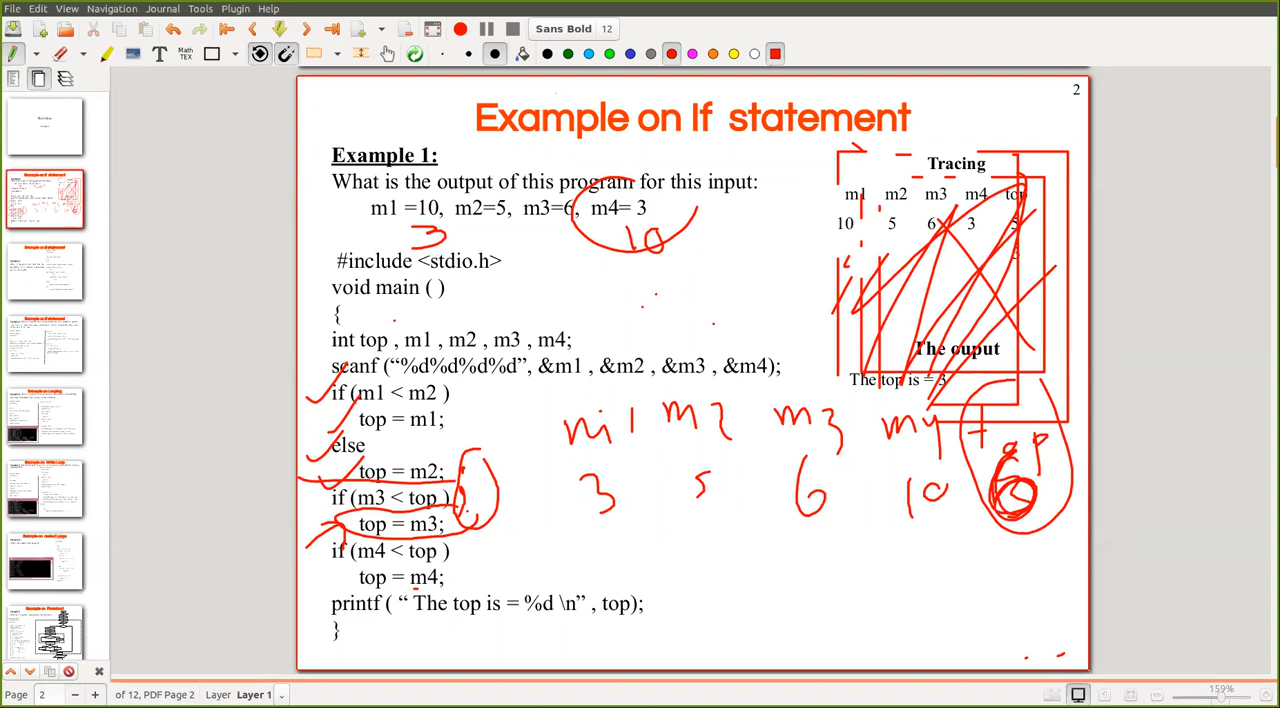 File Edit View Navigation Journal Tools Plugin Help
Sans Bold 12
T Math TEX
2
Example on If statement
Example 1:
What is the output of this program for this input:
m1 =10, m2=5, m3=6, m4= 3
3 10
#include <stdio.h>
void main ( )
{
int top , m1 , m2 , m3 , m4;
scanf (“%d%d%d%d”, &m1 , &m2 , &m3 , &m4);
if (m1 < m2 )
top = m1;
else
top = m2;
if (m3 < top )
top = m3;
if (m4 < top )
top = m4;
printf ( “ The top is = %d \n” , top);
}
Tracing
m1 m2 m3 m4 top
10 5 6 3 5
3
The ouput
The top is = 3
m1 m2 m3 m4 top
3 5 6 10
Page 2 of 12, PDF Page 2 Layer Layer 1
159%